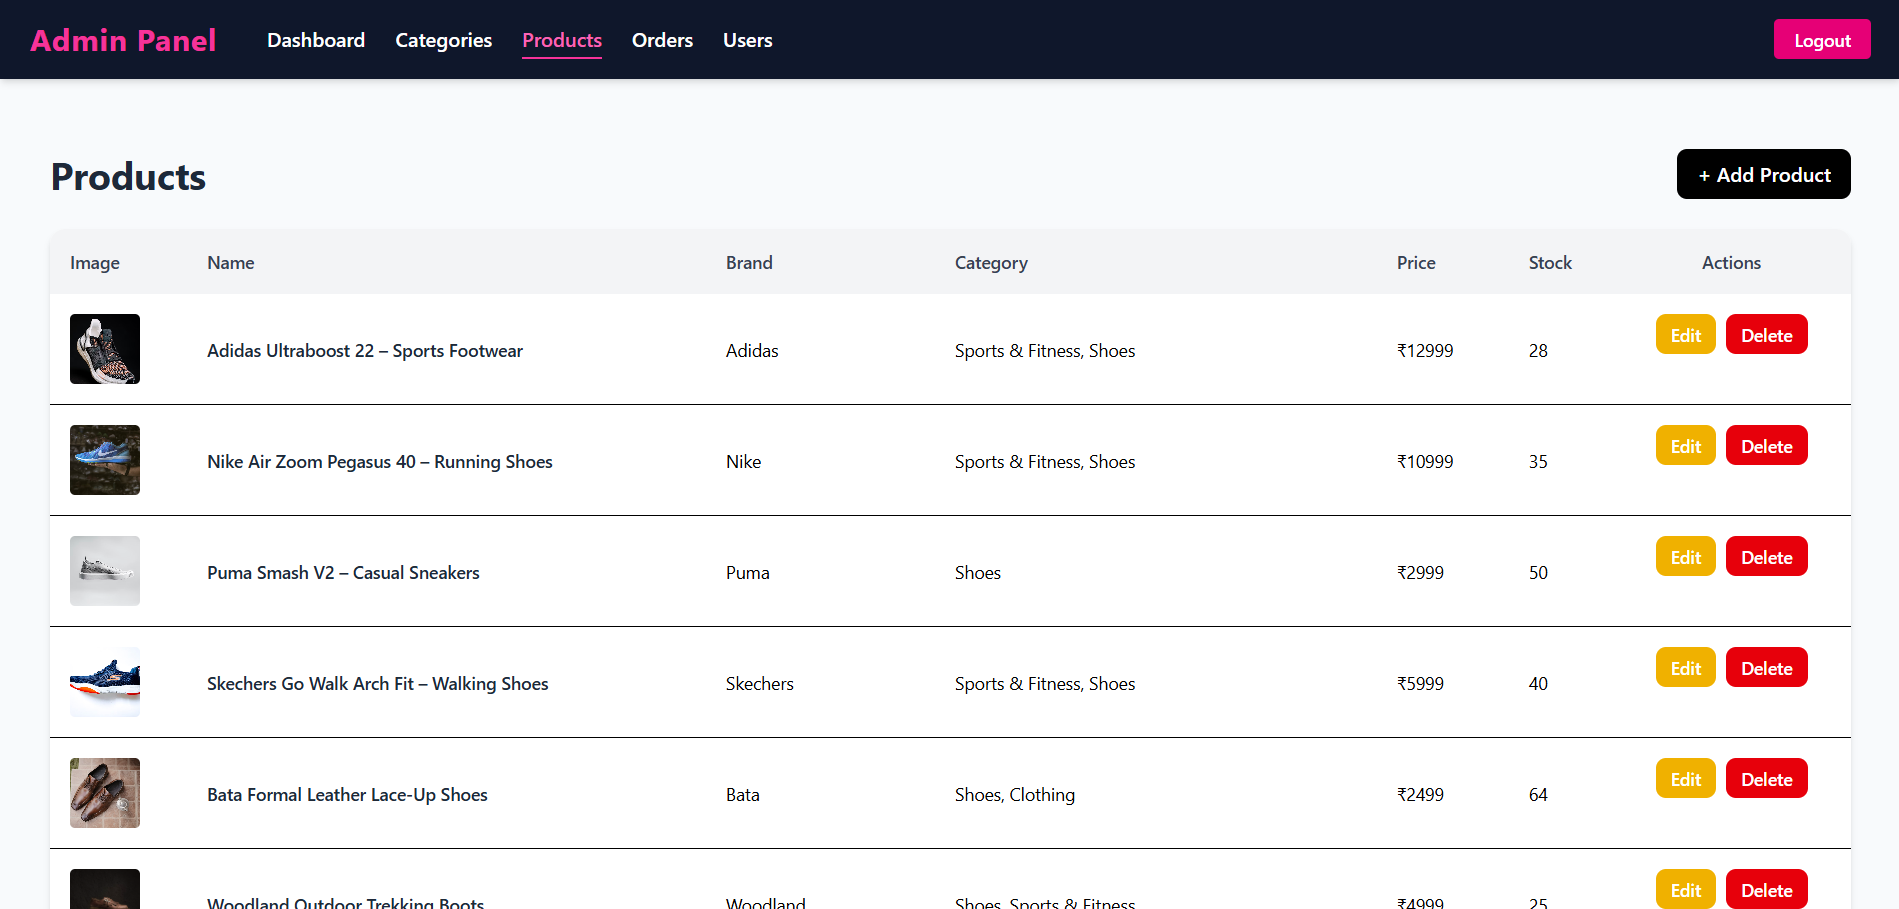 Admin Panel Dashboard Categories Products Orders Users Logout
Products + Add Product
Image Name Brand Category Price Stock Actions
Adidas Ultraboost 22 – Sports Footwear Adidas Sports & Fitness, Shoes ₹12999 28 Edit Delete
Nike Air Zoom Pegasus 40 – Running Shoes Nike Sports & Fitness, Shoes ₹10999 35 Edit Delete
Puma Smash V2 – Casual Sneakers Puma Shoes ₹2999 50 Edit Delete
Skechers Go Walk Arch Fit – Walking Shoes Skechers Sports & Fitness, Shoes ₹5999 40 Edit Delete
Bata Formal Leather Lace-Up Shoes Bata Shoes, Clothing ₹2499 64 Edit Delete
Woodland Outdoor Trekking Boots Woodland Shoes, Sports & Fitness ₹4999 25 Edit Delete